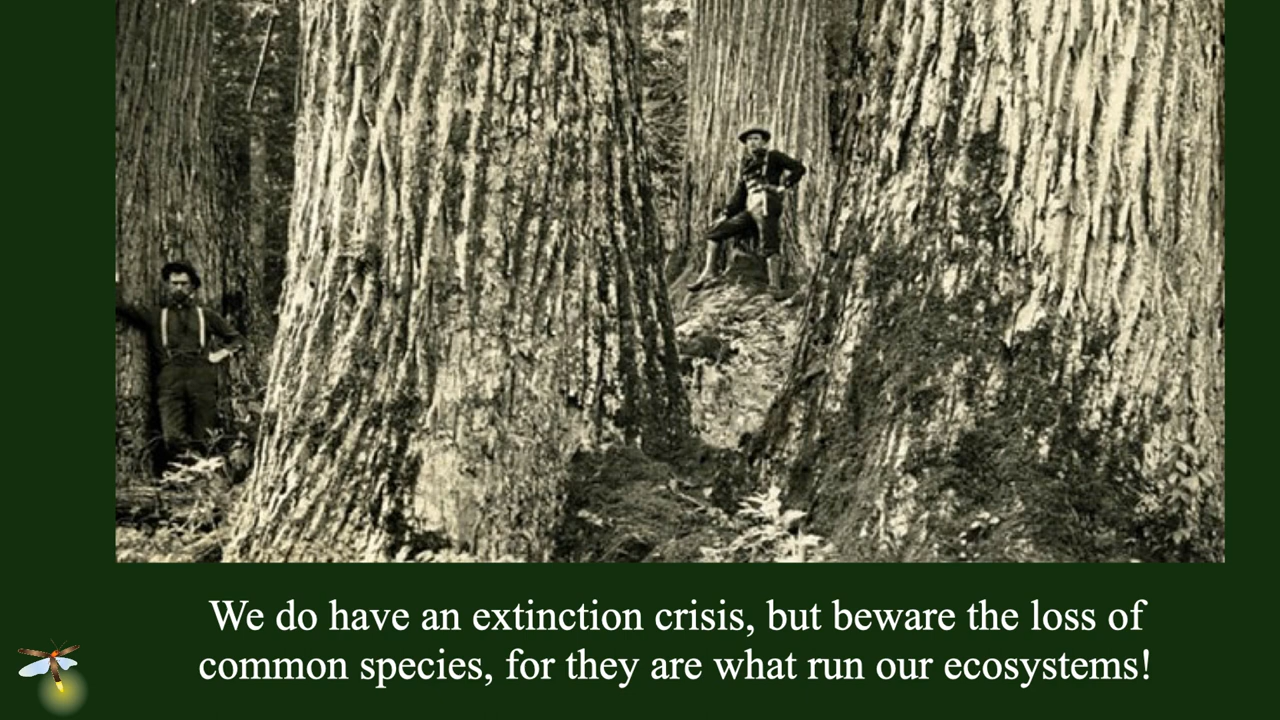 We do have an extinction crisis, but beware the loss of
common species, for they are what run our ecosystems!